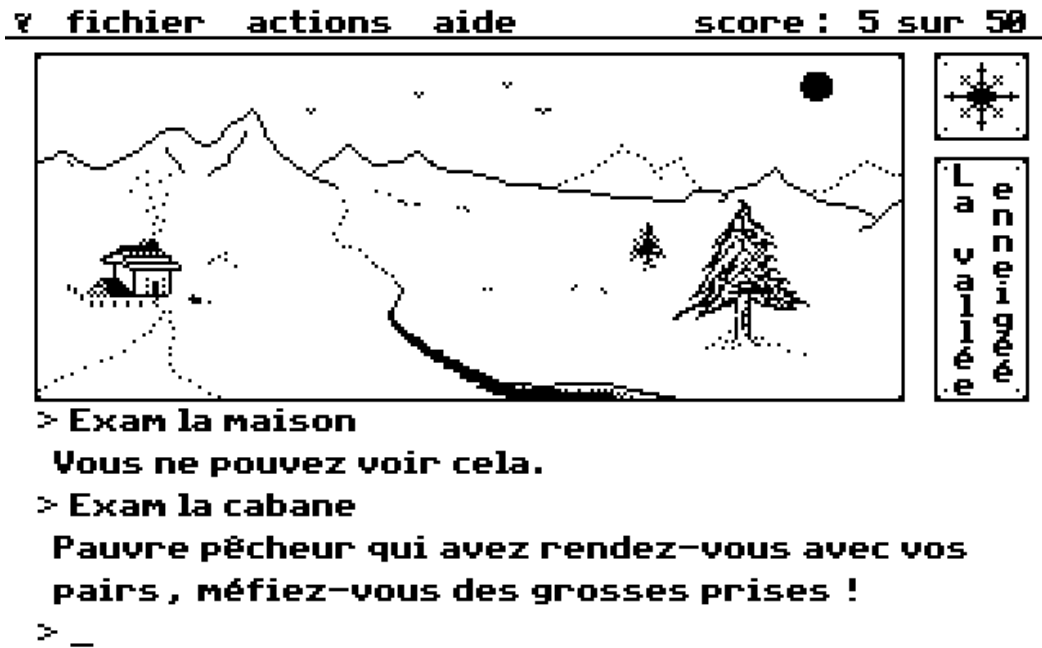 ? fichier actions aide score : 5 sur 50
La vallée
enneigée
> Exam la maison
Vous ne pouvez voir cela.
> Exam la cabane
Pauvre pêcheur qui avez rendez-vous avec vos
pairs, méfiez-vous des grosses prises !
> _